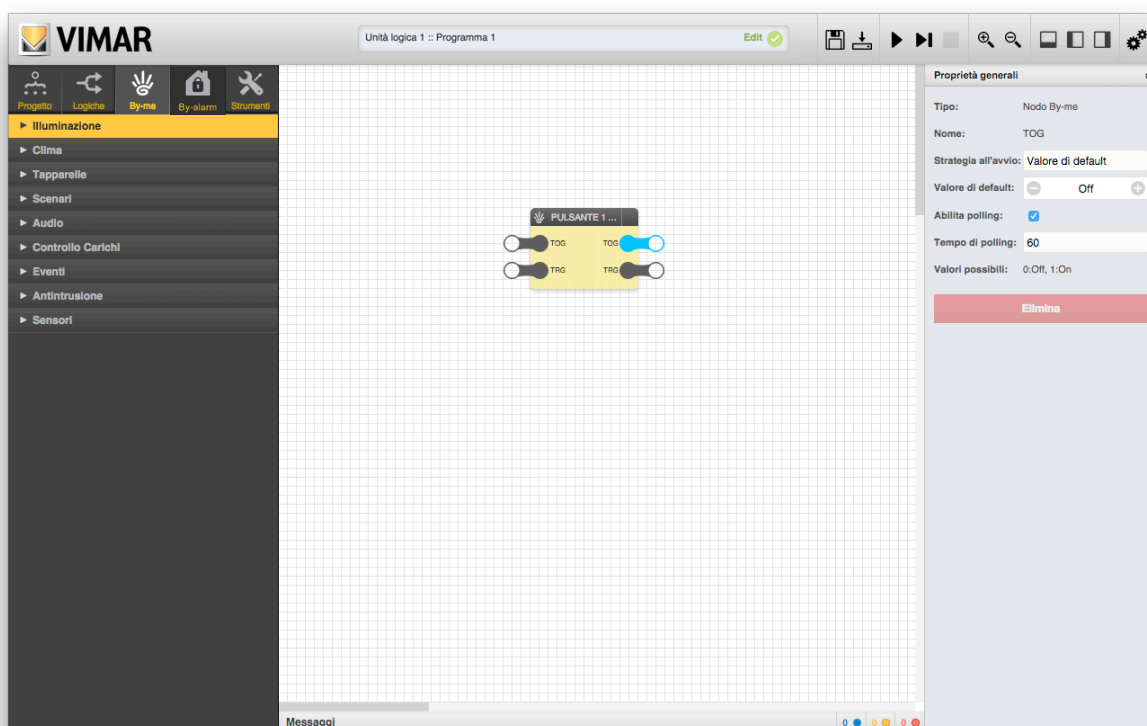 VIMAR
Unità logica 1 :: Programma 1
Edit
Progetto
Logiche
By-me
By-alarm
Strumenti
Illuminazione
Clima
Tapparelle
Scenari
Audio
Controllo Carichi
Eventi
Antintrusione
Sensori
PULSANTE 1 ...
TOG TOG
TRG TRG
Proprietà generali
Tipo: Nodo By-me
Nome: TOG
Strategia all'avvio: Valore di default
Valore di default: Off
Abilita polling:
Tempo di polling: 60
Valori possibili: 0:Off, 1:On
Elimina
Messaggi
0 0 0